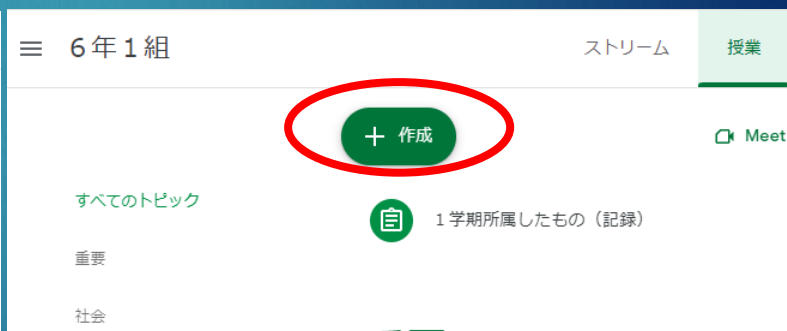 6年1組
ストリーム
授業
+ 作成
Meet
すべてのトピック
1学期所属したもの（記録）
重要
社会